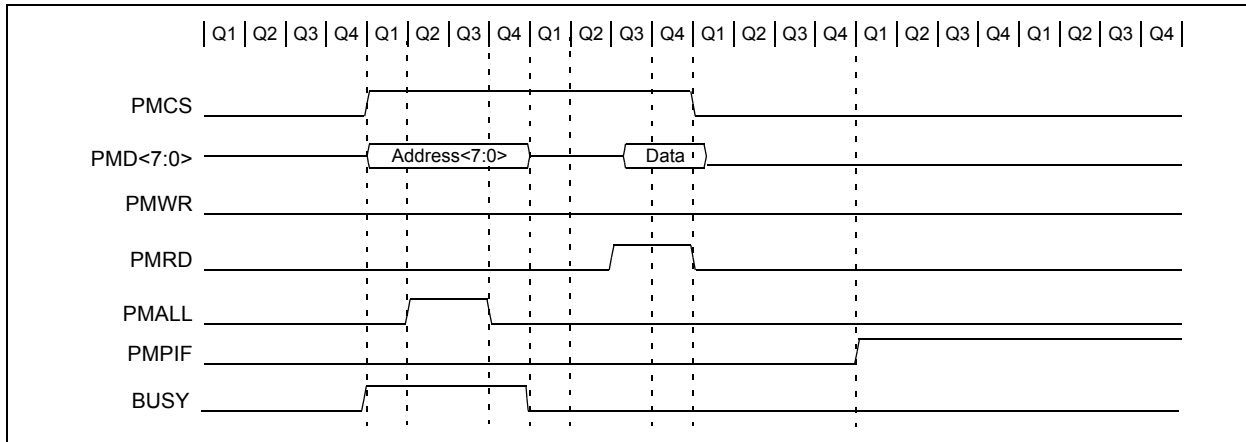 Q1 Q2 Q3 Q4 Q1 Q2 Q3 Q4 Q1 Q2 Q3 Q4 Q1 Q2 Q3 Q4 Q1 Q2 Q3 Q4 Q1 Q2 Q3 Q4
PMCS
PMD<7:0> Address<7:0> Data
PMWR
PMRD
PMALL
PMPIF
BUSY